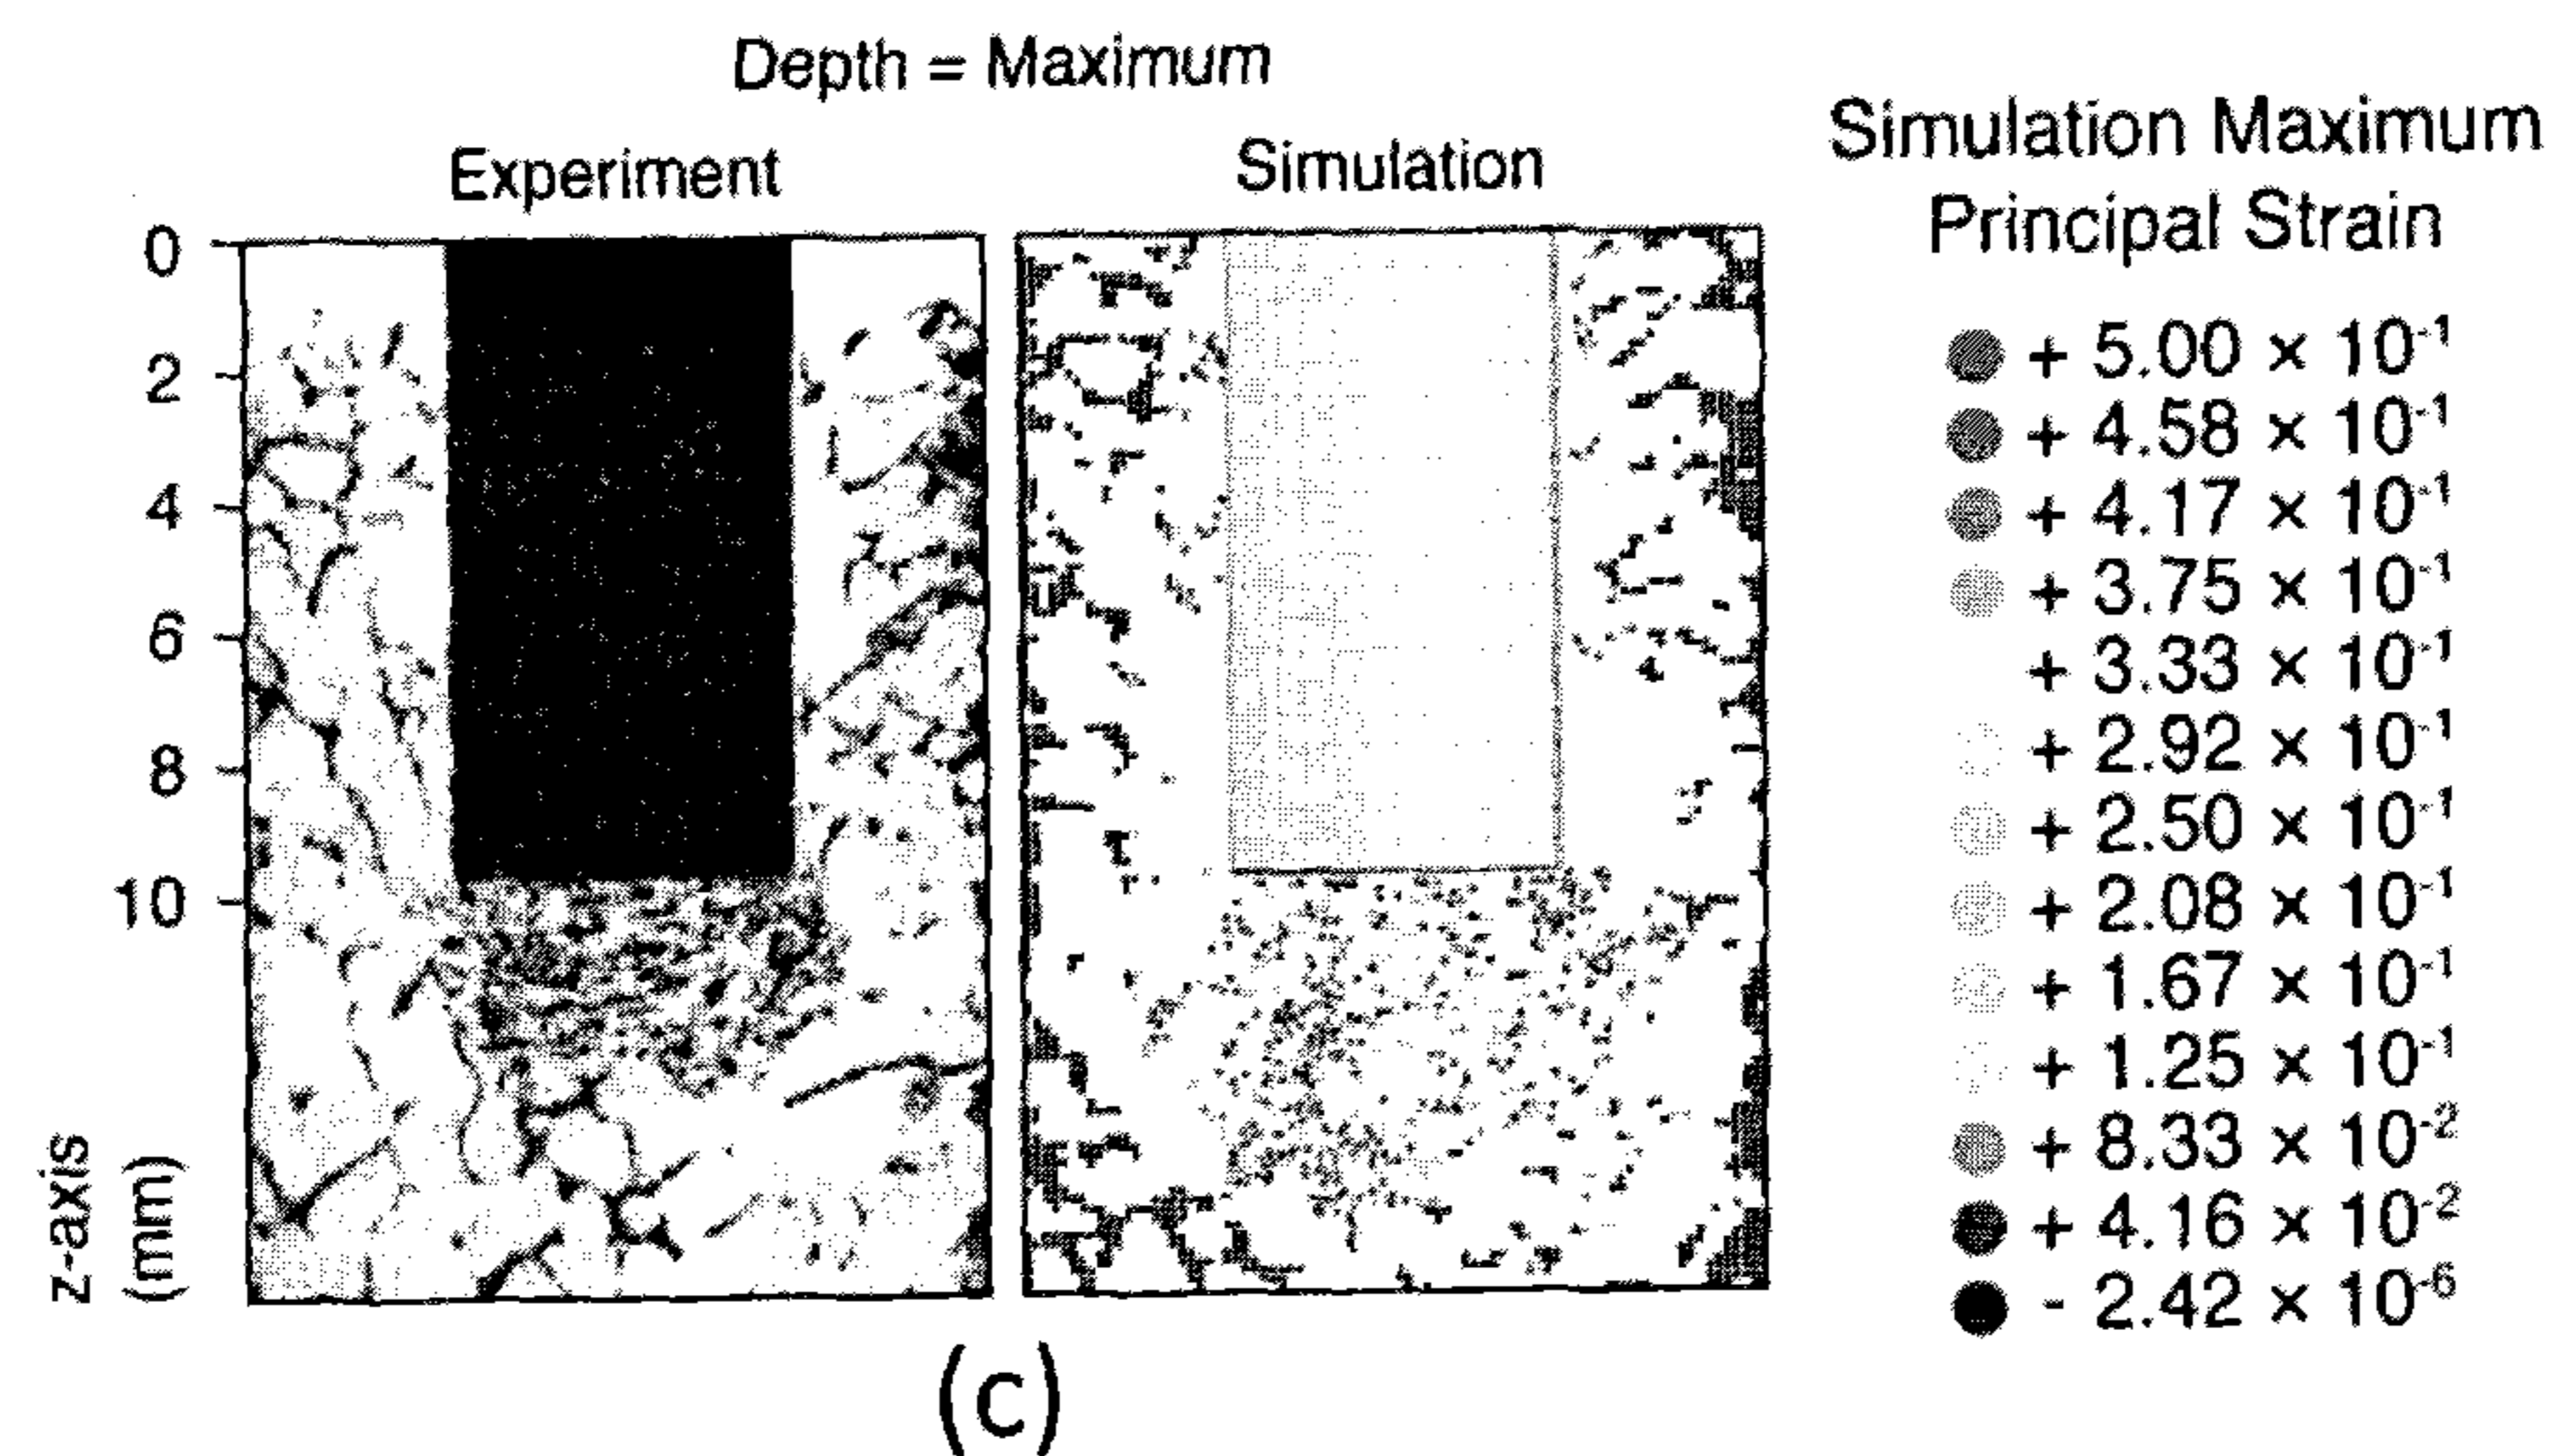 Depth = Maximum
Experiment
Simulation
0
2
4
6
8
10
z-axis
(mm)
Simulation Maximum
Principal Strain
+ 5.00 × 10⁻¹
+ 4.58 × 10⁻¹
+ 4.17 × 10⁻¹
+ 3.75 × 10⁻¹
+ 3.33 × 10⁻¹
+ 2.92 × 10⁻¹
+ 2.50 × 10⁻¹
+ 2.08 × 10⁻¹
+ 1.67 × 10⁻¹
+ 1.25 × 10⁻¹
+ 8.33 × 10⁻²
+ 4.16 × 10⁻²
- 2.42 × 10⁻⁶
(c)